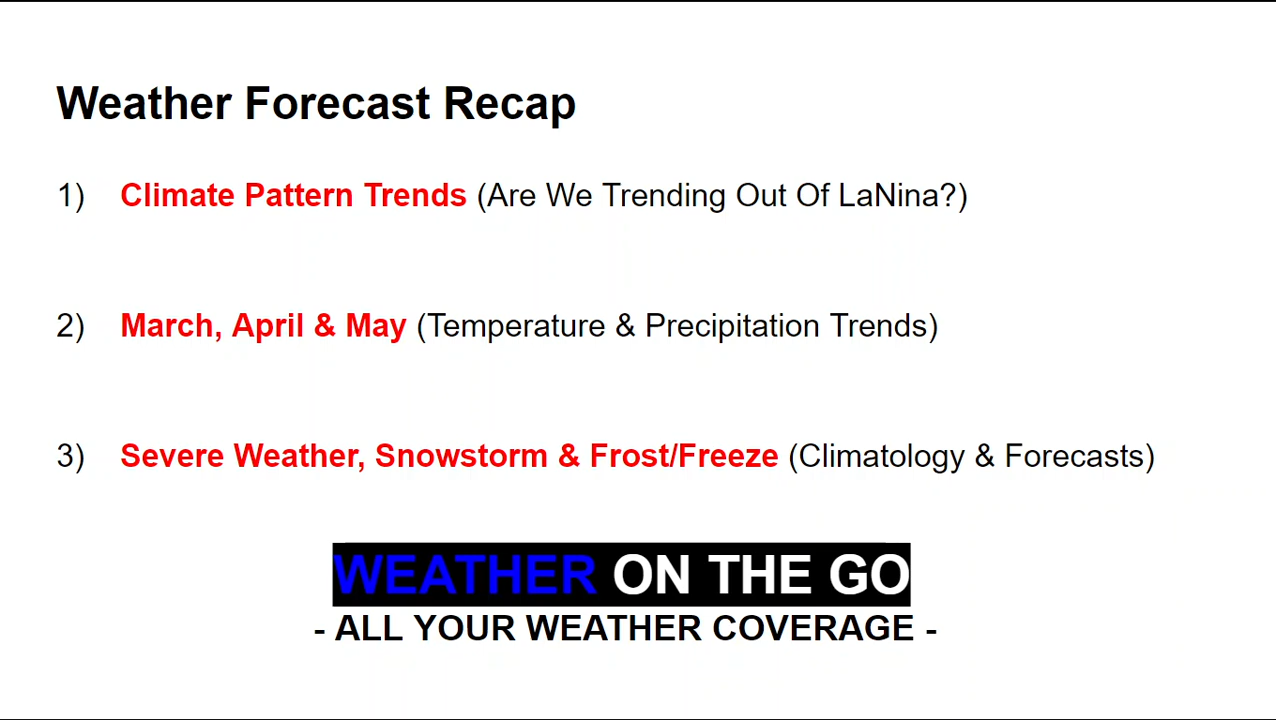 Weather Forecast Recap
1) Climate Pattern Trends (Are We Trending Out Of LaNina?)
2) March, April & May (Temperature & Precipitation Trends)
3) Severe Weather, Snowstorm & Frost/Freeze (Climatology & Forecasts)
WEATHER ON THE GO
- ALL YOUR WEATHER COVERAGE -